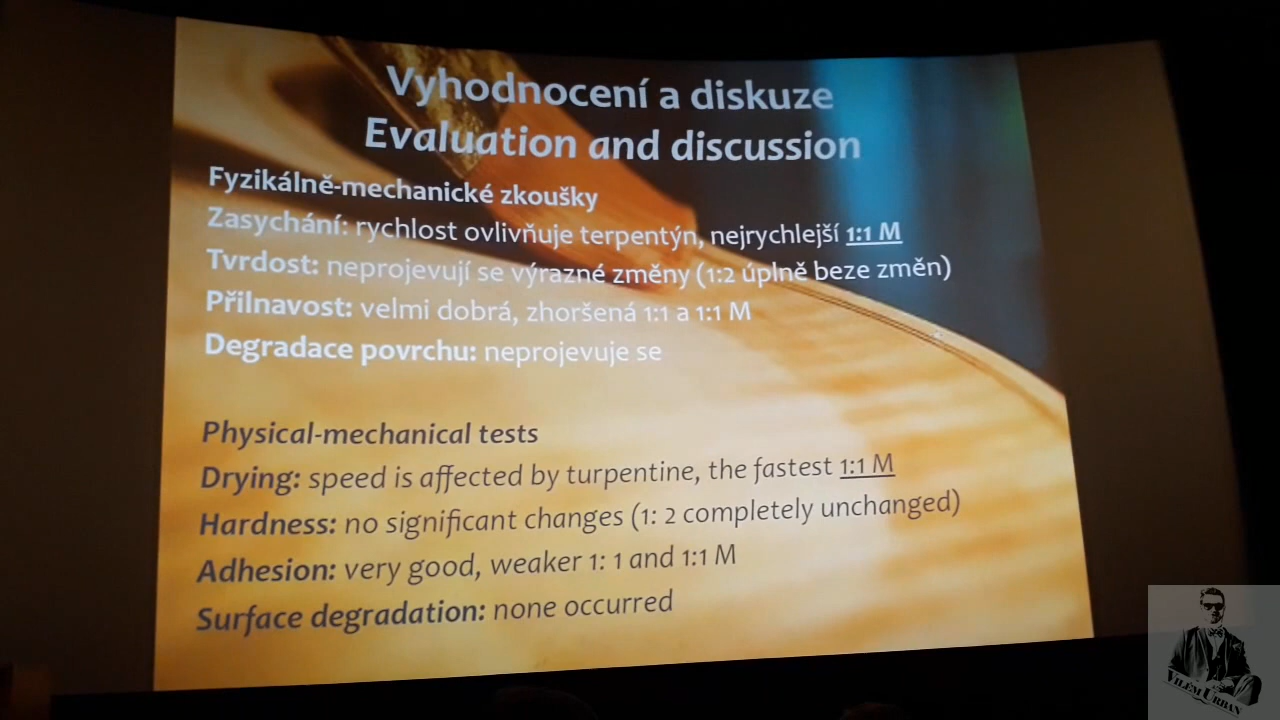 Vyhodnocení a diskuze
Evaluation and discussion
Fyzikálně-mechanické zkoušky
Zasychání: rychlost ovlivňuje terpentýn, nejrychlejší 1:1 M
Tvrdost: neprojevují se výrazné změny (1:2 úplně beze změn)
Přilnavost: velmi dobrá, zhoršená 1:1 a 1:1 M
Degradace povrchu: neprojevuje se
Physical-mechanical tests
Drying: speed is affected by turpentine, the fastest 1:1 M
Hardness: no significant changes (1: 2 completely unchanged)
Adhesion: very good, weaker 1: 1 and 1:1 M
Surface degradation: none occurred
VILÉM URBAN